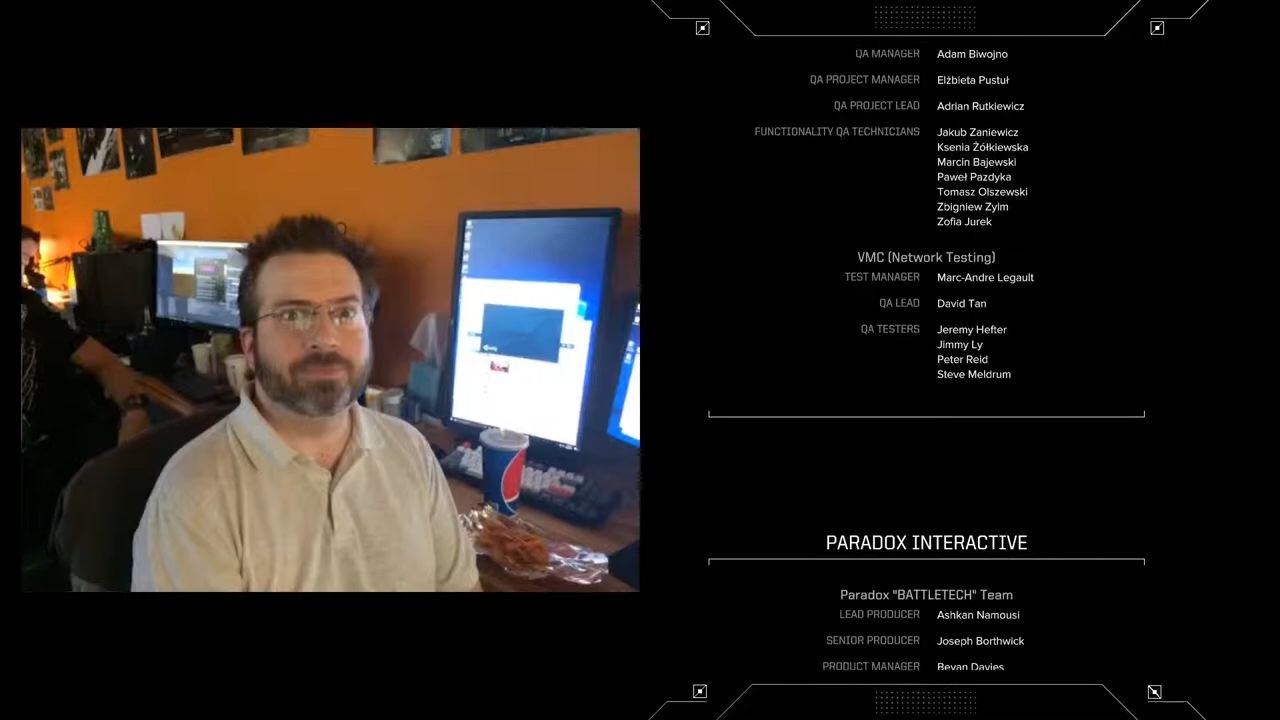 QA MANAGER Adam Biwojno
QA PROJECT MANAGER Elżbieta Pustuł
QA PROJECT LEAD Adrian Rutkiewicz
FUNCTIONALITY QA TECHNICIANS Jakub Zaniewicz
Ksenia Żółkiewska
Marcin Bajewski
Paweł Pazdyka
Tomasz Olszewski
Zbigniew Zylm
Zofia Jurek
VMC (Network Testing)
TEST MANAGER Marc-Andre Legault
QA LEAD David Tan
QA TESTERS Jeremy Hefter
Jimmy Ly
Peter Reid
Steve Meldrum
PARADOX INTERACTIVE
Paradox "BATTLETECH" Team
LEAD PRODUCER Ashkan Namousi
SENIOR PRODUCER Joseph Borthwick
PRODUCT MANAGER Bevan Davies